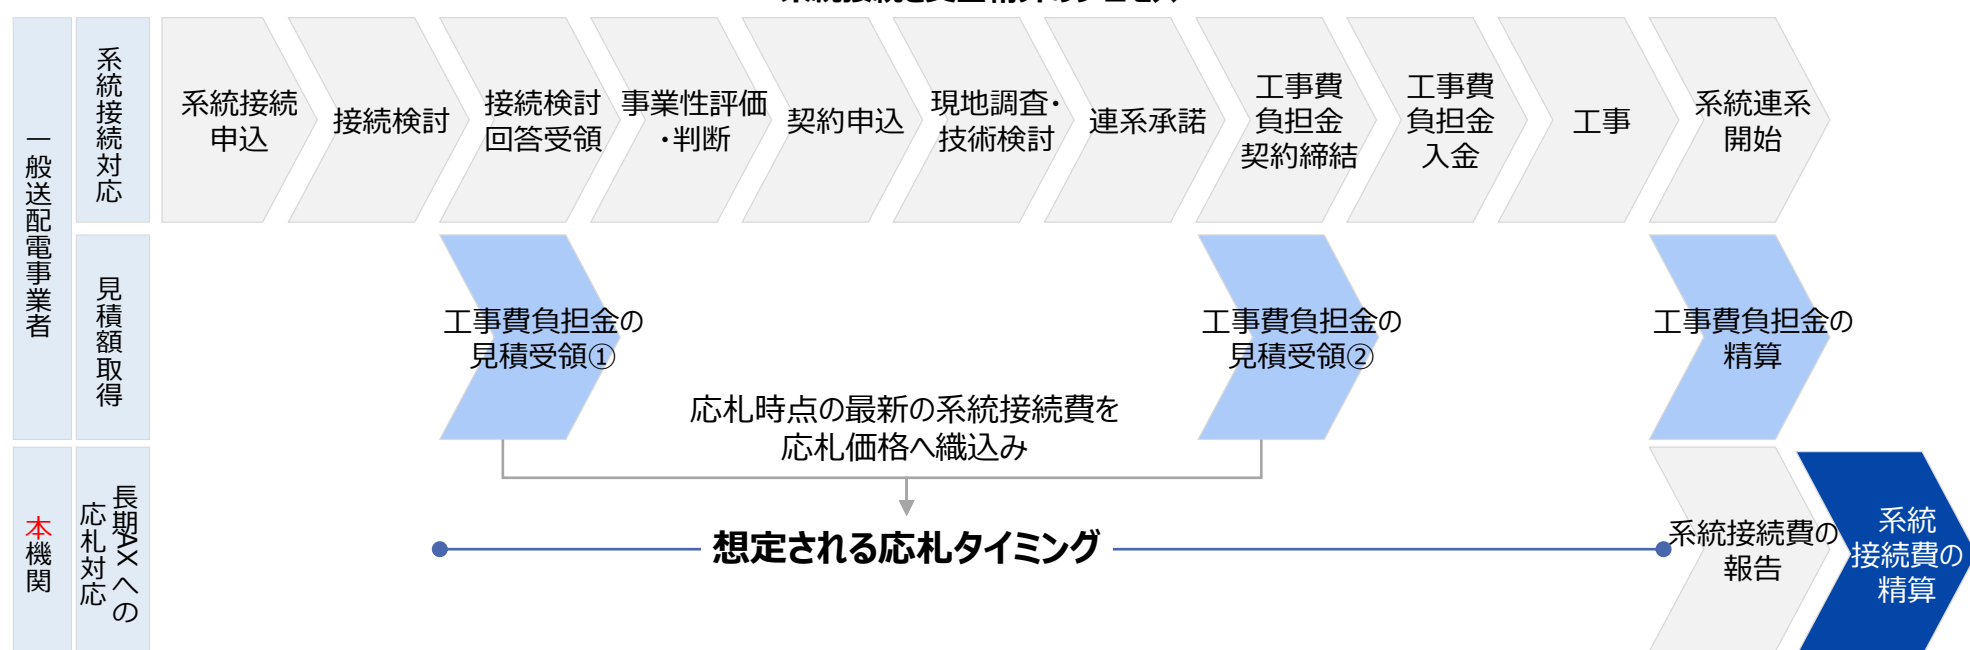 一般送配電事業者
系統接続対応
系統接続
申込
接続検討
接続検討
回答受領
事業性評価
・判断
契約申込
現地調査・
技術検討
連系承諾
工事費
負担金
契約締結
工事費
負担金
入金
工事
系統連系
開始
見積額取得
工事費負担金の
見積受領①
工事費負担金の
見積受領②
工事費負担金の
精算
応札時点の最新の系統接続費を
応札価格へ織込み
本機関
長期AXへの
応札対応
想定される応札タイミング
系統接続費の
報告
系統
接続費の
精算